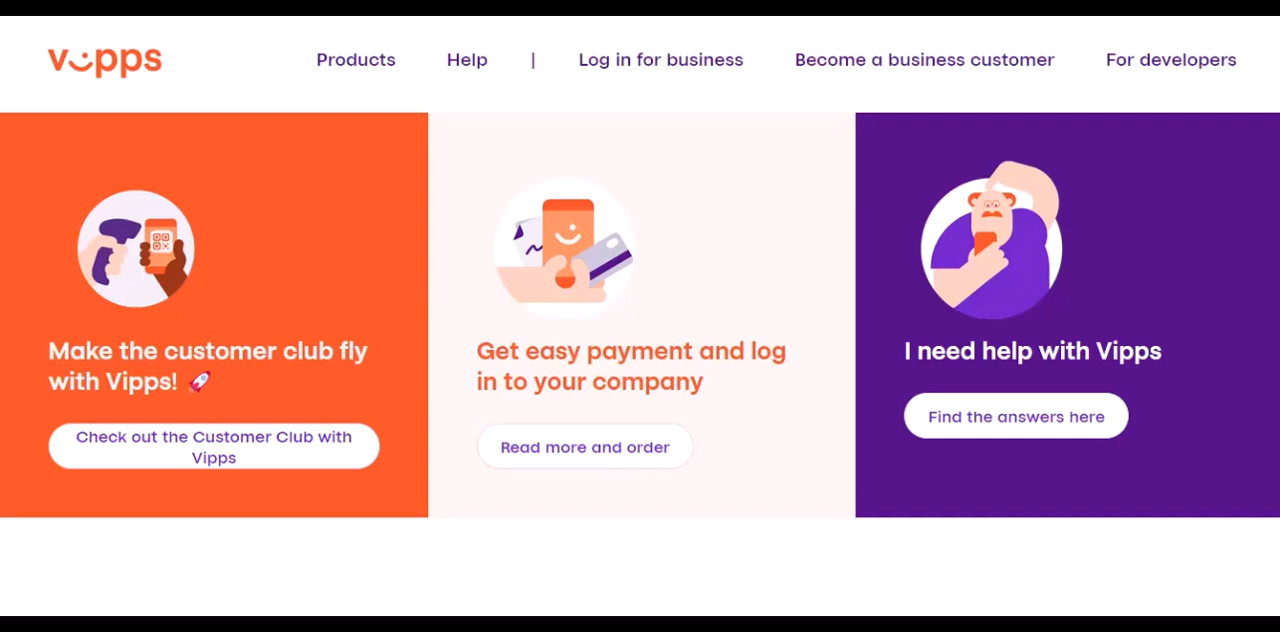 vipps
Products Help | Log in for business Become a business customer For developers
Make the customer club fly
with Vipps! 🚀
Check out the Customer Club with
Vipps
Get easy payment and log
in to your company
Read more and order
I need help with Vipps
Find the answers here